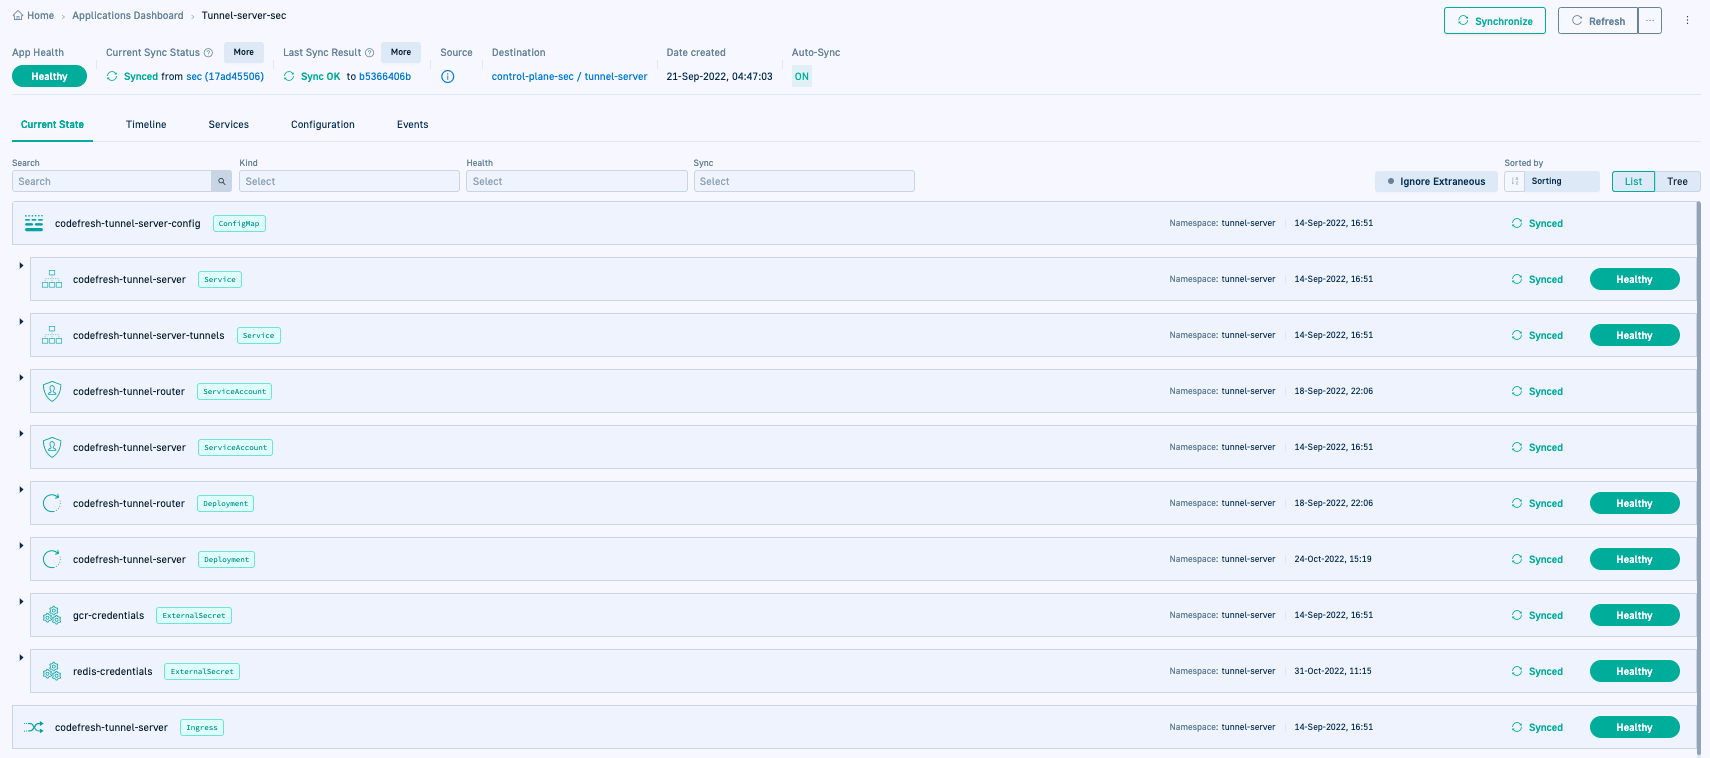 Home > Applications Dashboard > Tunnel-server-sec
Synchronize Refresh ...
App Health Current Sync Status More Last Sync Result More Source Destination Date created Auto-Sync
Healthy Synced from sec (17ad45506) Sync OK to b5366406b control-plane-sec / tunnel-server 21-Sep-2022, 04:47:03 ON
Current State Timeline Services Configuration Events
Search Kind Health Sync Sorted by
Search Select Select Select Ignore Extraneous Sorting List Tree
codefresh-tunnel-server-config ConfigMap Namespace: tunnel-server 14-Sep-2022, 16:51 Synced
codefresh-tunnel-server Service Namespace: tunnel-server 14-Sep-2022, 16:51 Synced Healthy
codefresh-tunnel-server-tunnels Service Namespace: tunnel-server 14-Sep-2022, 16:51 Synced Healthy
codefresh-tunnel-router ServiceAccount Namespace: tunnel-server 18-Sep-2022, 22:06 Synced
codefresh-tunnel-server ServiceAccount Namespace: tunnel-server 14-Sep-2022, 16:51 Synced
codefresh-tunnel-router Deployment Namespace: tunnel-server 18-Sep-2022, 22:06 Synced Healthy
codefresh-tunnel-server Deployment Namespace: tunnel-server 24-Oct-2022, 15:19 Synced Healthy
gcr-credentials ExternalSecret Namespace: tunnel-server 14-Sep-2022, 16:51 Synced Healthy
redis-credentials ExternalSecret Namespace: tunnel-server 31-Oct-2022, 11:15 Synced Healthy
codefresh-tunnel-server Ingress Namespace: tunnel-server 14-Sep-2022, 16:51 Synced Healthy